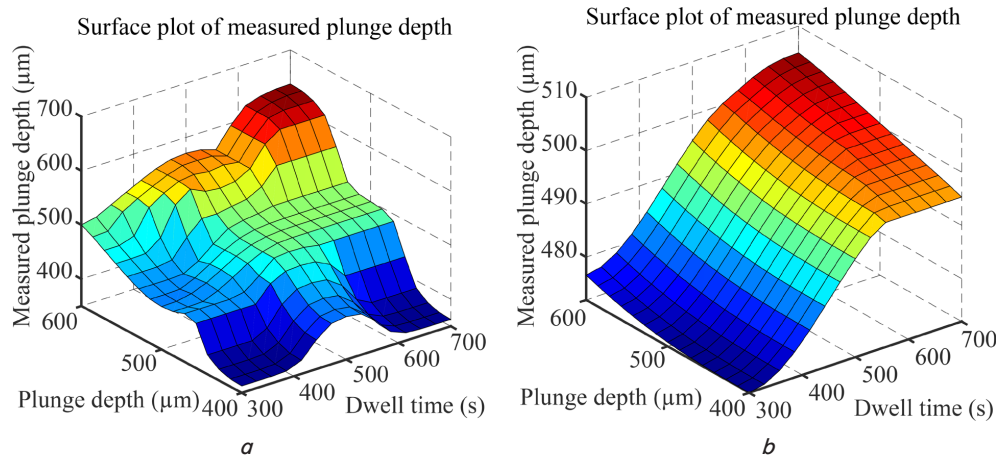 Surface plot of measured plunge depth
Measured plunge depth (µm)
700
600
500
400
600
500
400
Plunge depth (µm)
300
400
500
600
700
Dwell time (s)
a
Surface plot of measured plunge depth
Measured plunge depth (µm)
510
500
490
480
600
500
400
Plunge depth (µm)
300
400
500
600
700
Dwell time (s)
b